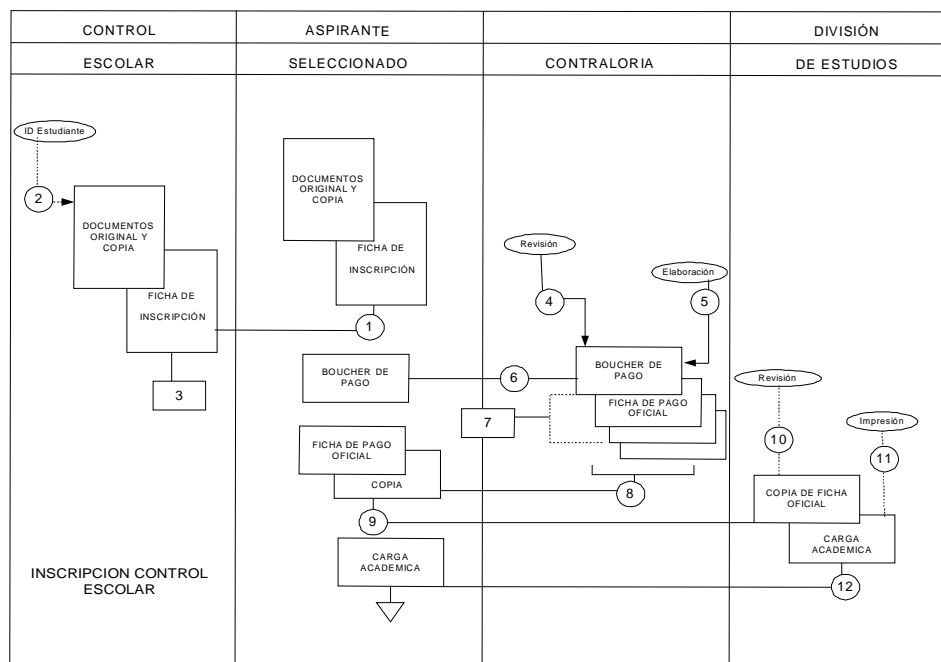 CONTROL
ESCOLAR
ASPIRANTE
SELECCIONADO
CONTRALORIA
DIVISIÓN
DE ESTUDIOS
ID Estudiante
2
DOCUMENTOS
ORIGINAL Y
COPIA
FICHA DE
INSCRIPCIÓN
3
INSCRIPCION CONTROL
ESCOLAR
DOCUMENTOS
ORIGINAL Y
COPIA
FICHA DE
INSCRIPCIÓN
1
BOUCHER DE
PAGO
FICHA DE PAGO
OFICIAL
COPIA
9
CARGA
ACADEMICA
Revisión
4
Elaboración
5
BOUCHER DE
PAGO
6
FICHA DE PAGO
OFICIAL
7
8
Revisión
10
Impresión
11
COPIA DE FICHA
OFICIAL
CARGA
ACADEMICA
12